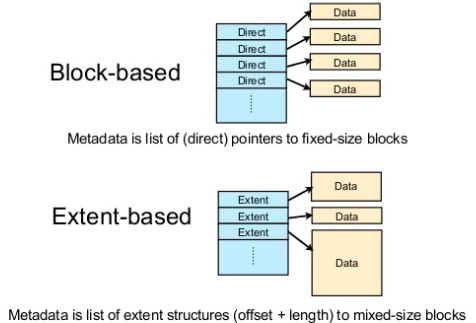 Block-based
Direct
Direct
Direct
Direct
Data
Data
Data
Data
Metadata is list of (direct) pointers to fixed-size blocks
Extent-based
Extent
Extent
Extent
Data
Data
Data
Metadata is list of extent structures (offset + length) to mixed-size blocks